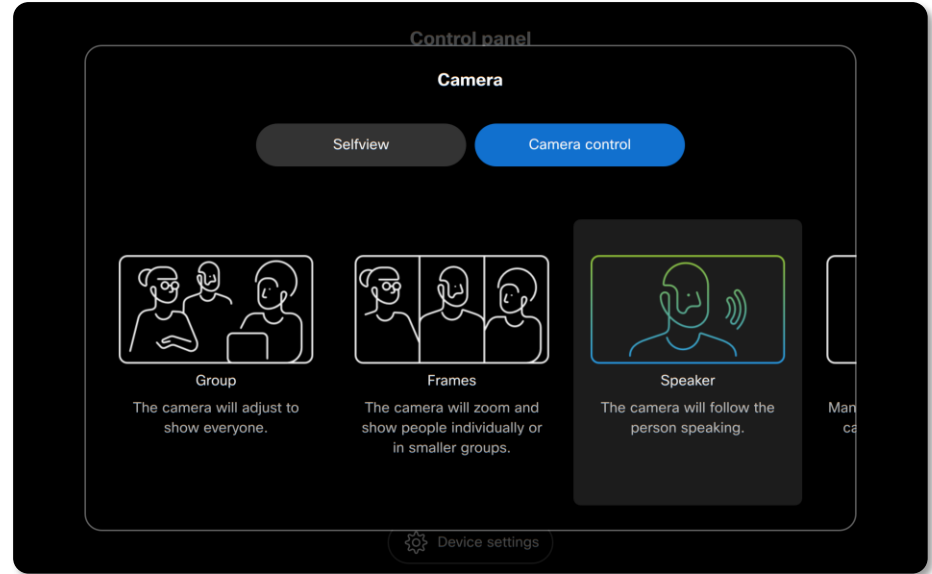 Control panel
Camera
Selfview
Camera control
Group
The camera will adjust to
show everyone.
Frames
The camera will zoom and
show people individually or
in smaller groups.
Speaker
The camera will follow the
person speaking.
Device settings